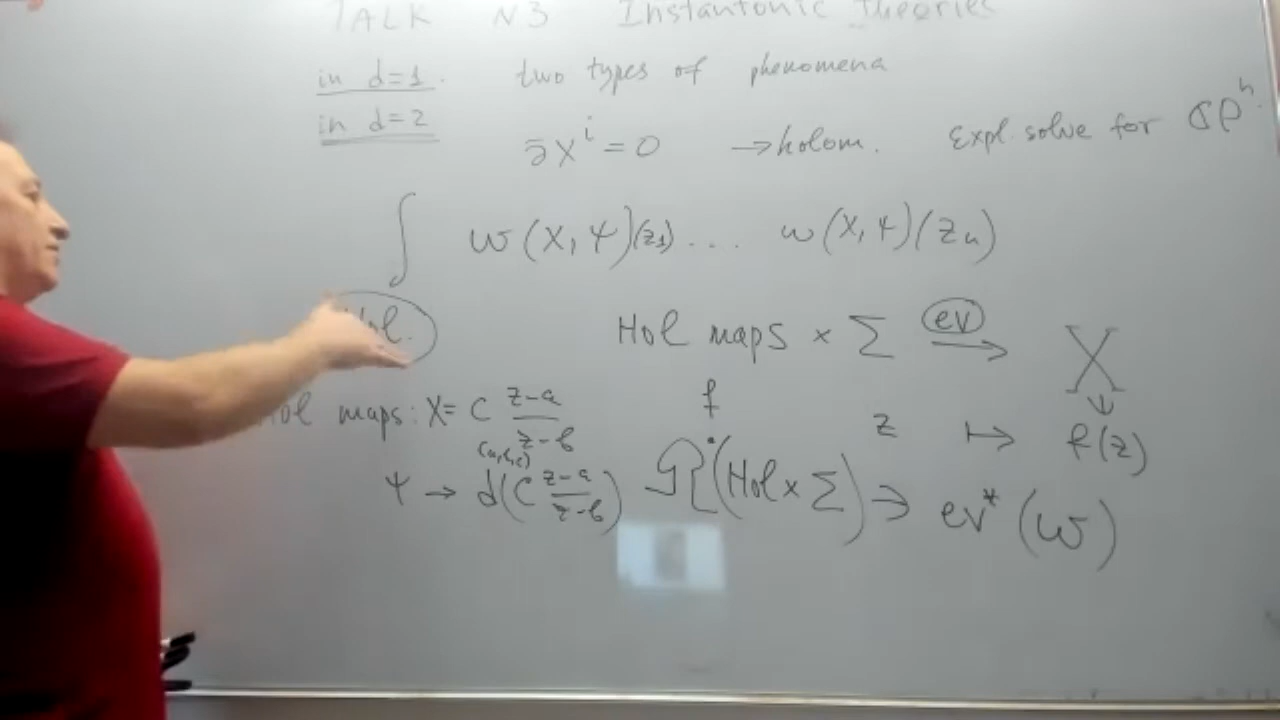 TALK N3 Instantonic Theories
in d=1. two types of phenomena
in d=2
∂̄X^i = 0 → holom. Expl. solve for ℂP^n.
∫ ω(X, Ψ)(z₁) .... ω(X, Ψ)(z_n)
Hol.
Hol maps × Σ —ev→ X
Hol maps: X = C (z-a)/(z-b)
f z ↦ f(z)
(a,b,c)
Ψ → d(C (z-a)/(z-b)) Ω^•(Hol × Σ) ∋ ev*(ω)